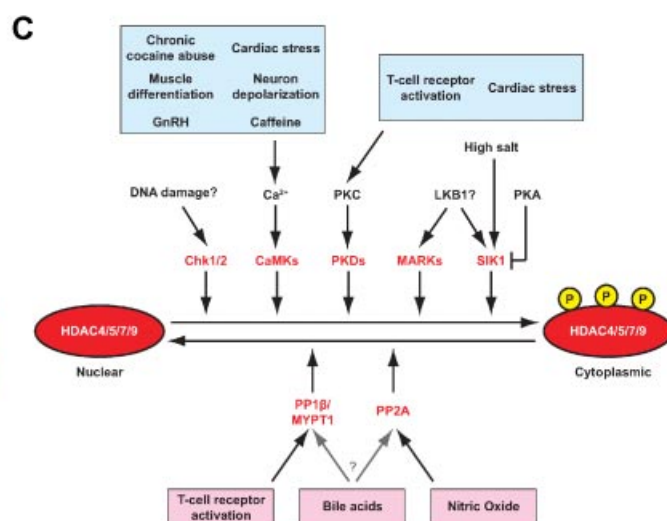 C
Chronic
cocaine abuse
Cardiac stress
Muscle
differentiation
Neuron
depolarization
GnRH
Caffeine
T-cell receptor
activation
Cardiac stress
High salt
DNA damage?
Ca²⁺
PKC
LKB1?
PKA
Chk1/2
CaMKs
PKDs
MARKs
SIK1
P
P
P
HDAC4/5/7/9
HDAC4/5/7/9
Nuclear
Cytoplasmic
PP1β/
MYPT1
PP2A
?
T-cell receptor
activation
Bile acids
Nitric Oxide